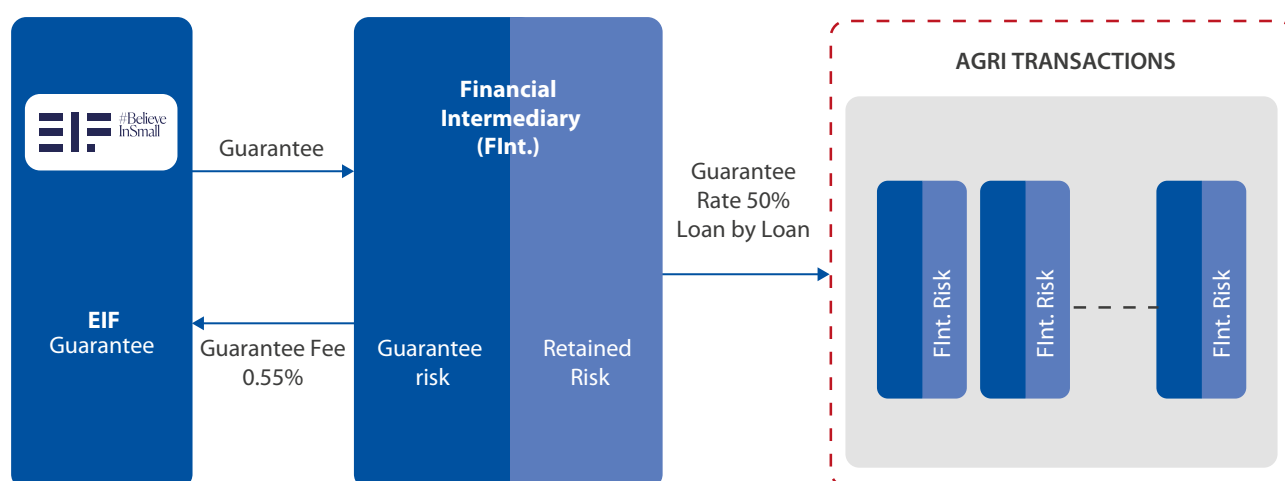 #Believe
InSmall
EIF
Guarantee
Guarantee
Guarantee Fee
0.55%
Financial
Intermediary
(FInt.)
Guarantee
risk
Retained
Risk
Guarantee
Rate 50%
Loan by Loan
AGRI TRANSACTIONS
FInt. Risk
FInt. Risk
FInt. Risk